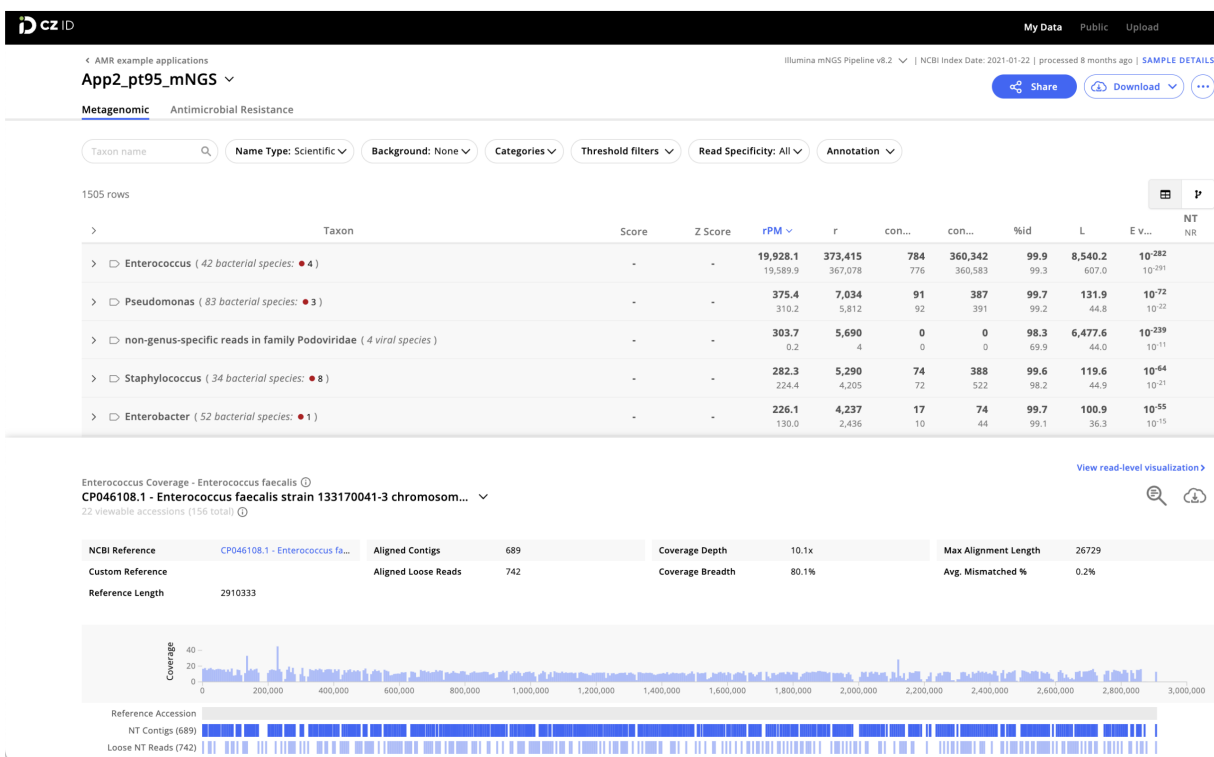 CZ ID
My Data Public Upload
< AMR example applications
Illumina mNGS Pipeline v8.2 | NCBI Index Date: 2021-01-22 | processed 8 months ago | SAMPLE DETAILS
App2_pt95_mNGS
Share Download ...
Metagenomic Antimicrobial Resistance
Taxon name Name Type: Scientific Background: None Categories Threshold filters Read Specificity: All Annotation
1505 rows
NT
> Taxon Score Z Score rPM r con... con... %id L E v... NR
> Enterococcus ( 42 bacterial species: 4 ) - - 19,928.1 373,415 784 360,342 99.9 8,540.2 10-282
19,589.9 367,078 776 360,583 99.3 607.0 10-291
> Pseudomonas ( 83 bacterial species: 3 ) - - 375.4 7,034 91 387 99.7 131.9 10-72
310.2 5,812 92 391 99.2 44.8 10-22
> non-genus-specific reads in family Podoviridae ( 4 viral species ) - - 303.7 5,690 0 0 98.3 6,477.6 10-239
0.2 4 0 0 69.9 44.0 10-11
> Staphylococcus ( 34 bacterial species: 8 ) - - 282.3 5,290 74 388 99.6 119.6 10-64
224.4 4,205 72 522 98.2 44.9 10-21
> Enterobacter ( 52 bacterial species: 1 ) - - 226.1 4,237 17 74 99.7 100.9 10-55
130.0 2,436 10 44 99.1 36.3 10-15
View read-level visualization >
Enterococcus Coverage - Enterococcus faecalis
CP046108.1 - Enterococcus faecalis strain 133170041-3 chromosom...
22 viewable accessions (156 total)
NCBI Reference CP046108.1 - Enterococcus fa... Aligned Contigs 689 Coverage Depth 10.1x Max Alignment Length 26729
Custom Reference Aligned Loose Reads 742 Coverage Breadth 80.1% Avg. Mismatched % 0.2%
Reference Length 2910333
Coverage
40
20
0
0 200,000 400,000 600,000 800,000 1,000,000 1,200,000 1,400,000 1,600,000 1,800,000 2,000,000 2,200,000 2,400,000 2,600,000 2,800,000 3,000,000
Reference Accession
NT Contigs (689)
Loose NT Reads (742)